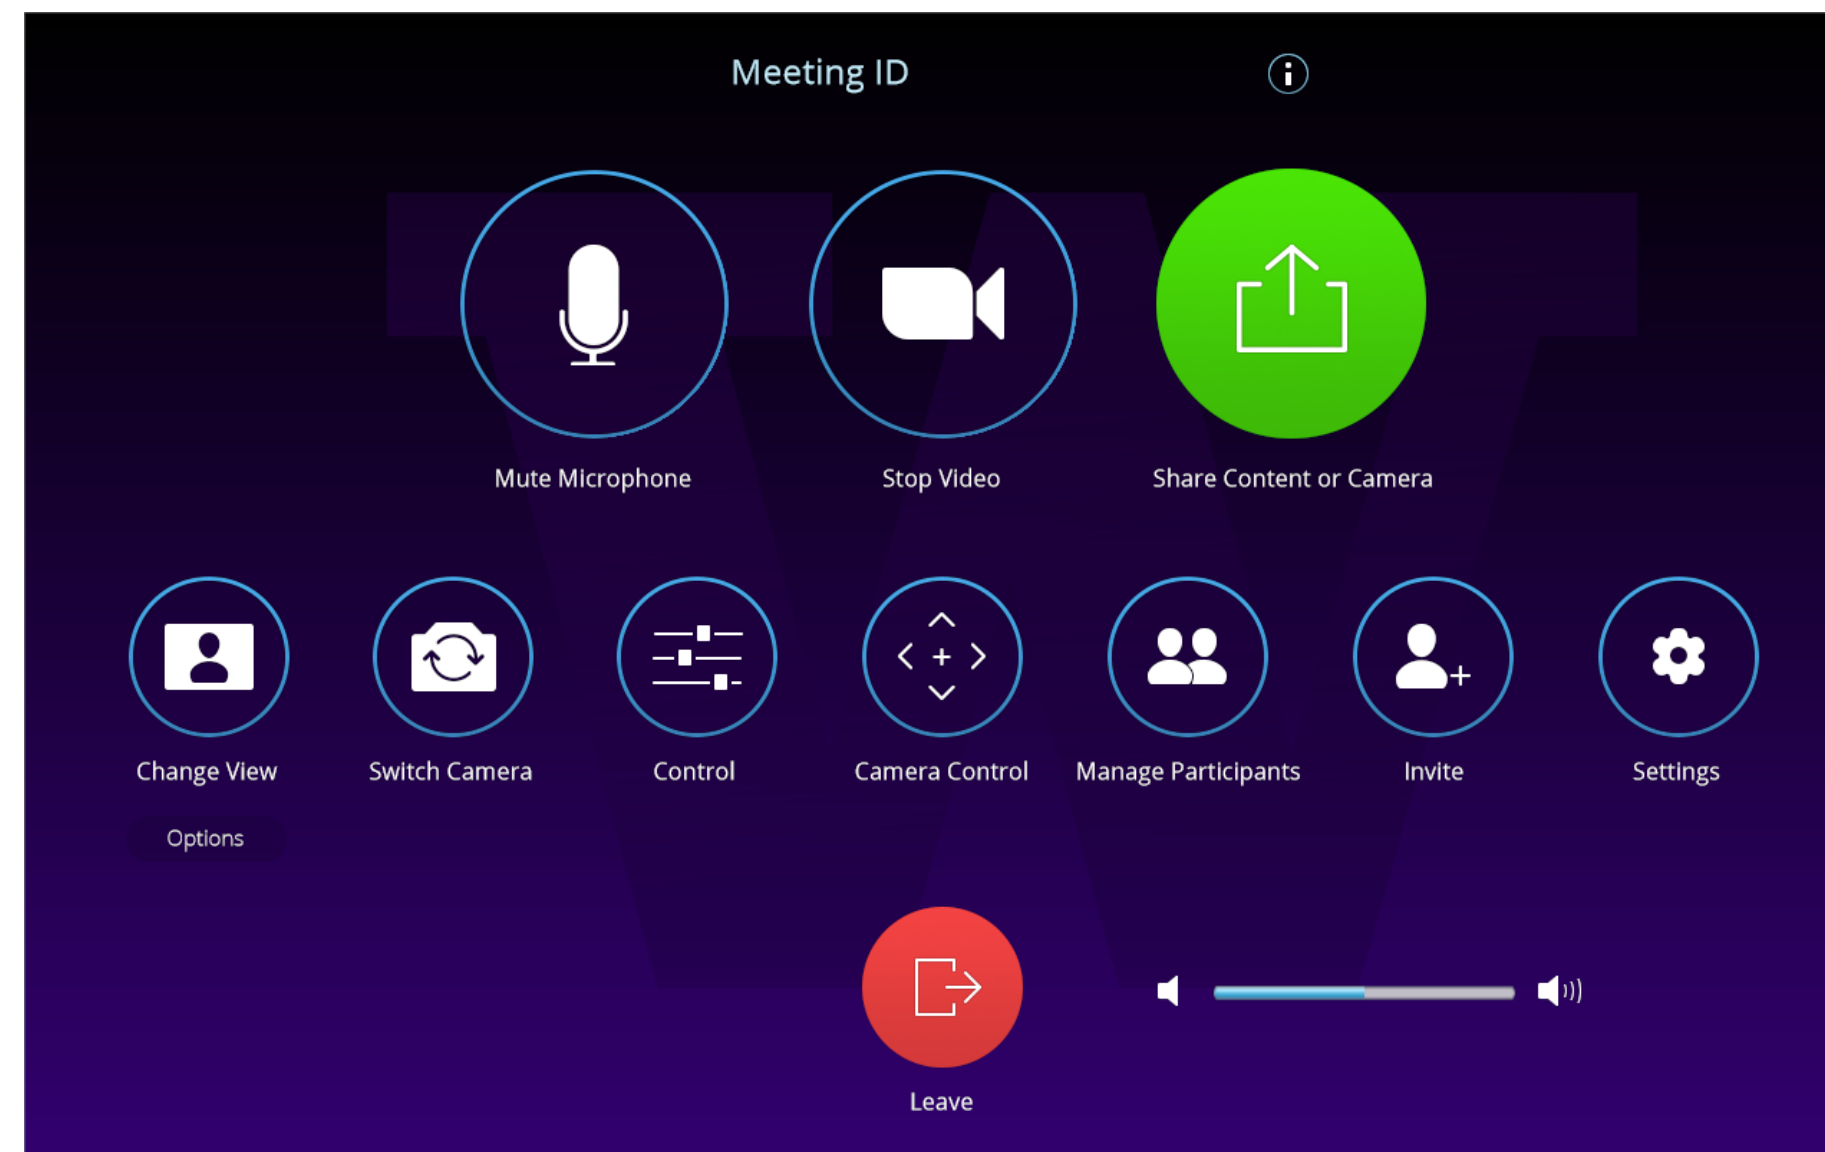 Meeting ID
Mute Microphone
Stop Video
Share Content or Camera
Change View
Switch Camera
Control
Camera Control
Manage Participants
Invite
Settings
Options
Leave